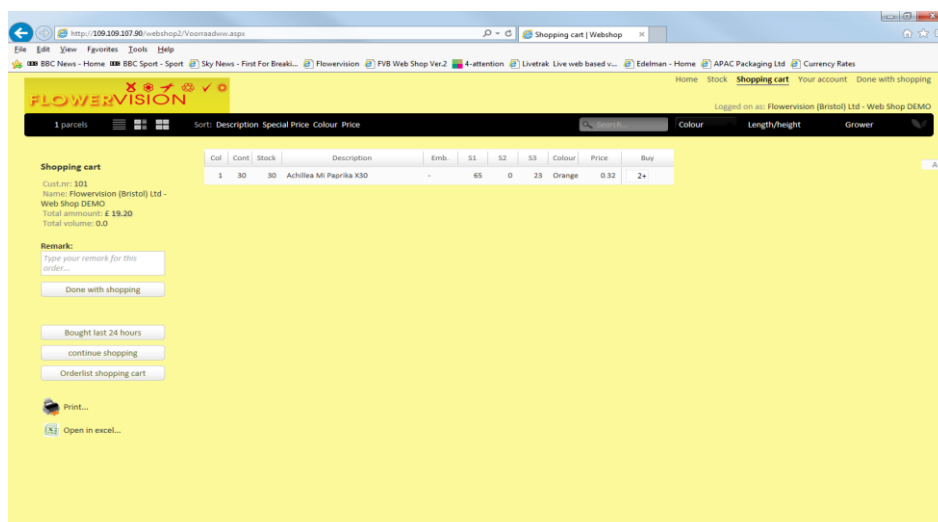 http://109.109.107.90/webshop2/Voorraadww.aspx
Shopping cart | Webshop
File Edit View Favorites Tools Help
BBC News - Home BBC Sport - Sport Sky News - First For Breaki... Flowervision FVB Web Shop Ver.2 4-attention Livetrak Live web based v... Edelman - Home APAC Packaging Ltd Currency Rates
Home Stock Shopping cart Your account Done with shopping
FLOWERVISION
Logged on as: Flowervision (Bristol) Ltd - Web Shop DEMO
1 parcels Sort: Description Special Price Colour Price Search... Colour Length/height Grower
Col Cont Stock Description Emb. S1 S2 S3 Colour Price Buy
1 30 30 Achillea Mi Paprika X30 - 65 0 23 Orange 0.32 2+
A
Shopping cart
Cust.nr: 101
Name: Flowervision (Bristol) Ltd -
Web Shop DEMO
Total ammount: £ 19.20
Total volume: 0.0
Remark:
Type your remark for this
order...
Done with shopping
Bought last 24 hours
continue shopping
Orderlist shopping cart
Print...
Open in excel...